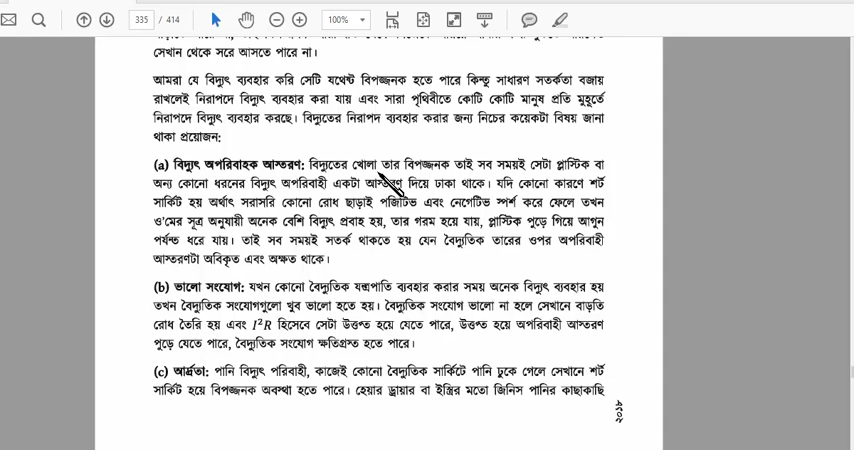 335 / 414
100%
সেখান থেকে সরে আসতে পারে না।
আমরা যে বিদ্যুৎ ব্যবহার করি সেটি যথেষ্ট বিপজ্জনক হতে পারে কিন্তু সাধারণ সতর্কতা বজায়
রাখলেই নিরাপদে বিদ্যুৎ ব্যবহার করা যায় এবং সারা পৃথিবীতে কোটি কোটি মানুষ প্রতি মুহূর্তে
নিরাপদে বিদ্যুৎ ব্যবহার করছে। বিদ্যুতের নিরাপদ ব্যবহার করার জন্য নিচের কয়েকটা বিষয় জানা
থাকা প্রয়োজন:
(a) বিদ্যুৎ অপরিবাহক আস্তরণ: বিদ্যুতের খোলা তার বিপজ্জনক তাই সব সময়ই সেটা প্লাস্টিক বা
অন্য কোনো ধরনের বিদ্যুৎ অপরিবাহী একটা আস্তরণ দিয়ে ঢাকা থাকে। যদি কোনো কারণে শর্ট
সার্কিট হয় অর্থাৎ সরাসরি কোনো রোধ ছাড়াই পজিটিভ এবং নেগেটিভ স্পর্শ করে ফেলে তখন
ও'মের সূত্র অনুযায়ী অনেক বেশি বিদ্যুৎ প্রবাহ হয়, তার গরম হয়ে যায়, প্লাস্টিক পুড়ে গিয়ে আগুন
পর্যন্ত ধরে যায়। তাই সব সময়ই সতর্ক থাকতে হয় যেন বৈদ্যুতিক তারের ওপর অপরিবাহী
আস্তরণটা অবিকৃত এবং অক্ষত থাকে।
(b) ভালো সংযোগ: যখন কোনো বৈদ্যুতিক যন্ত্রপাতি ব্যবহার করার সময় অনেক বিদ্যুৎ ব্যবহার হয়
তখন বৈদ্যুতিক সংযোগগুলো খুব ভালো হতে হয়। বৈদ্যুতিক সংযোগ ভালো না হলে সেখানে বাড়তি
রোধ তৈরি হয় এবং I²R হিসেবে সেটা উত্তপ্ত হয়ে যেতে পারে, উত্তপ্ত হয়ে অপরিবাহী আস্তরণ
পুড়ে যেতে পারে, বৈদ্যুতিক সংযোগ ক্ষতিগ্রস্ত হতে পারে।
(c) আর্দ্রতা: পানি বিদ্যুৎ পরিবাহী, কাজেই কোনো বৈদ্যুতিক সার্কিটে পানি ঢুকে গেলে সেখানে শর্ট
সার্কিট হয়ে বিপজ্জনক অবস্থা হতে পারে। হেয়ার ড্রায়ার বা ইস্ত্রির মতো জিনিস পানির কাছাকাছি
২০১৮